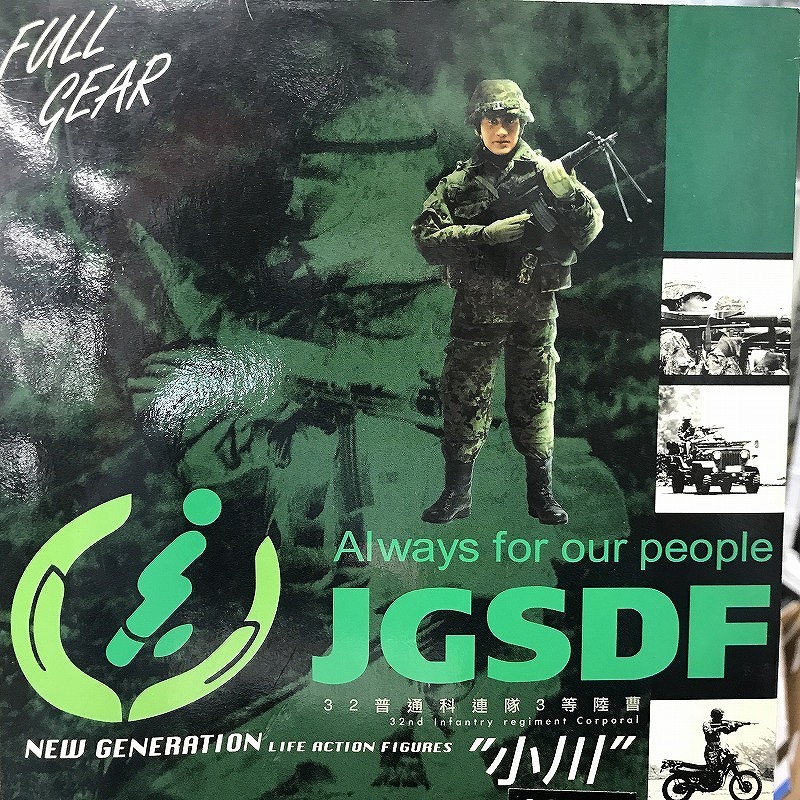 FULL
GEAR
Always for our people
JGSDF
32普通科連隊3等陸曹
32nd Infantry regiment Corporal
NEW GENERATION LIFE ACTION FIGURES "小川"